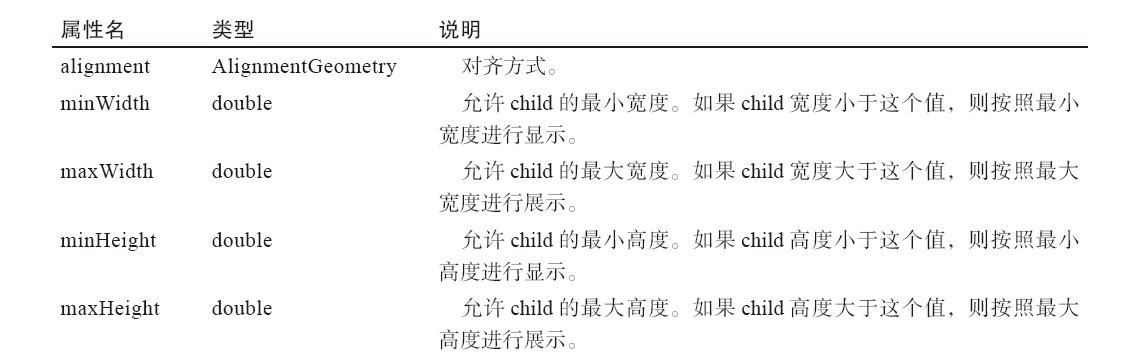 属性名 类型 说明
alignment AlignmentGeometry 对齐方式。
minWidth double 允许 child 的最小宽度。如果 child 宽度小于这个值，则按照最小
宽度进行显示。
maxWidth double 允许 child 的最大宽度。如果 child 宽度大于这个值，则按照最大
宽度进行展示。
minHeight double 允许 child 的最小高度。如果 child 高度小于这个值，则按照最小
高度进行显示。
maxHeight double 允许 child 的最大高度。如果 child 高度大于这个值，则按照最大
高度进行展示。